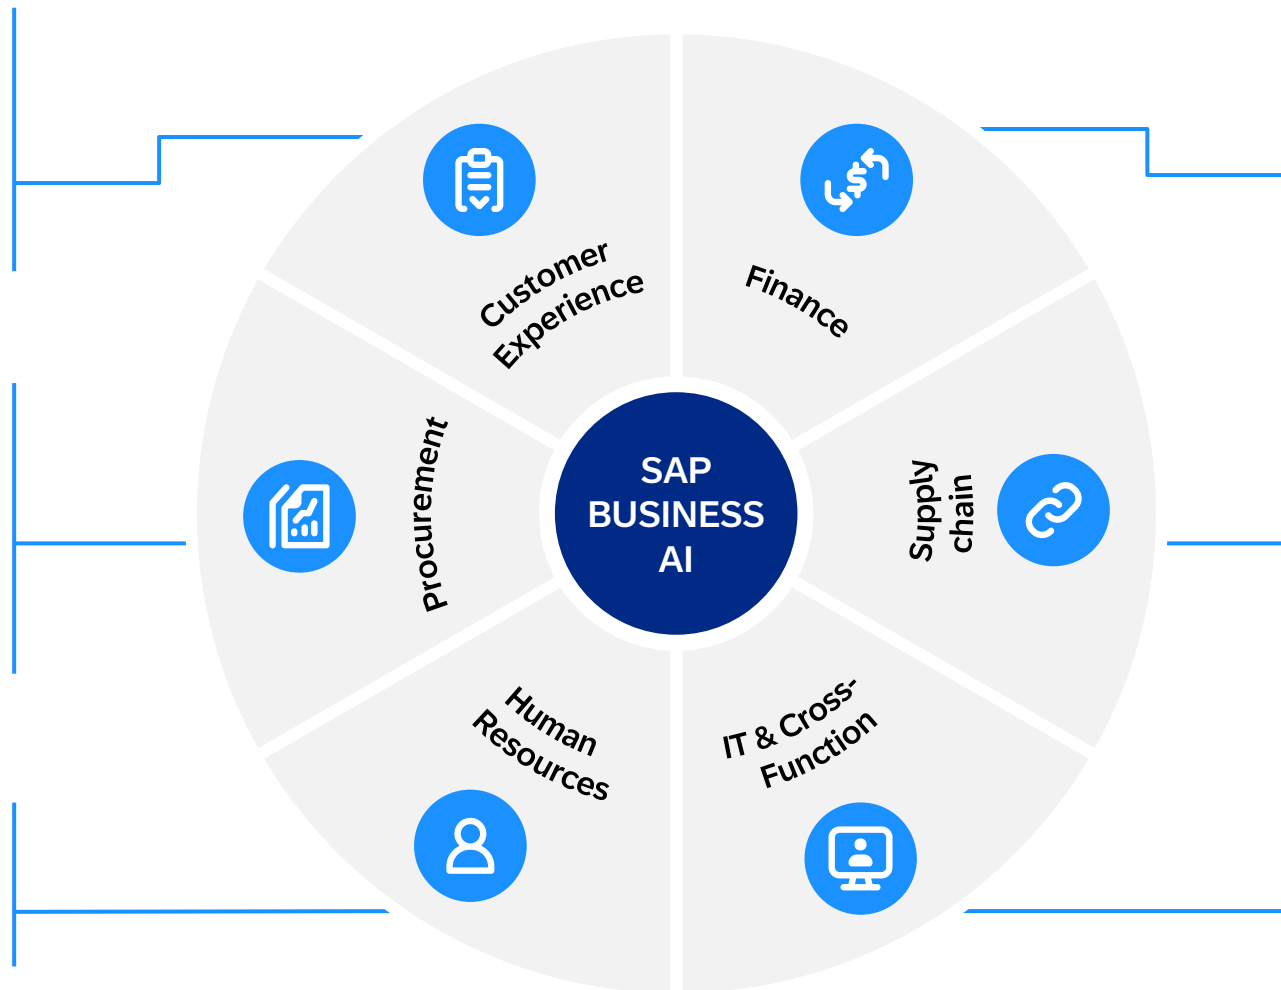 Customer
Experience
Finance
Procurement
SAP
BUSINESS
AI
Supply
chain
Human
Resources
IT & Cross-
Function